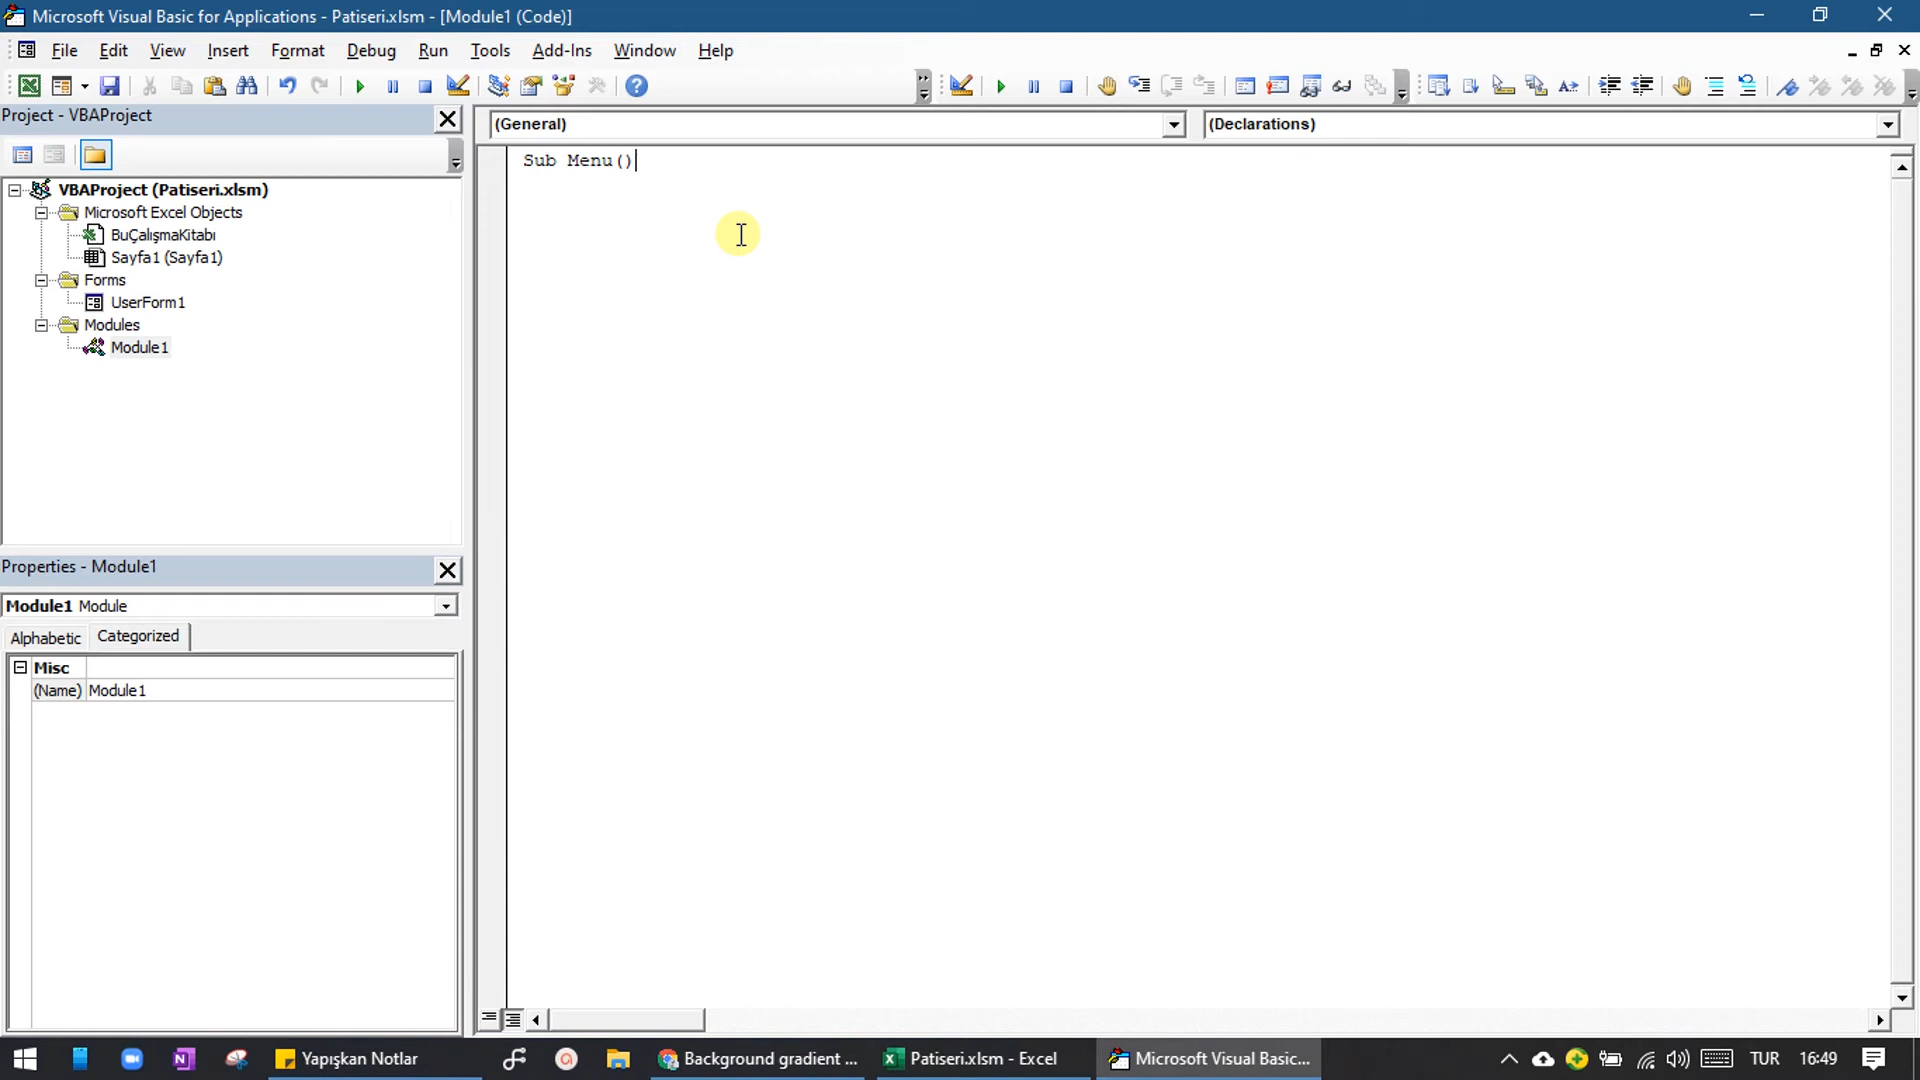 Microsoft Visual Basic for Applications - Patiseri.xlsm - [Module1 (Code)]
File Edit View Insert Format Debug Run Tools Add-Ins Window Help
Project - VBAProject
(General)
(Declarations)
Sub Menu()
VBAProject (Patiseri.xlsm)
Microsoft Excel Objects
BuÇalışmaKitabı
Sayfa1 (Sayfa1)
Forms
UserForm1
Modules
Module1
Properties - Module1
Module1 Module
Alphabetic Categorized
Misc
(Name) Module1
Yapışkan Notlar
Background gradient ...
Patiseri.xlsm - Excel
Microsoft Visual Basic...
TUR
16:49